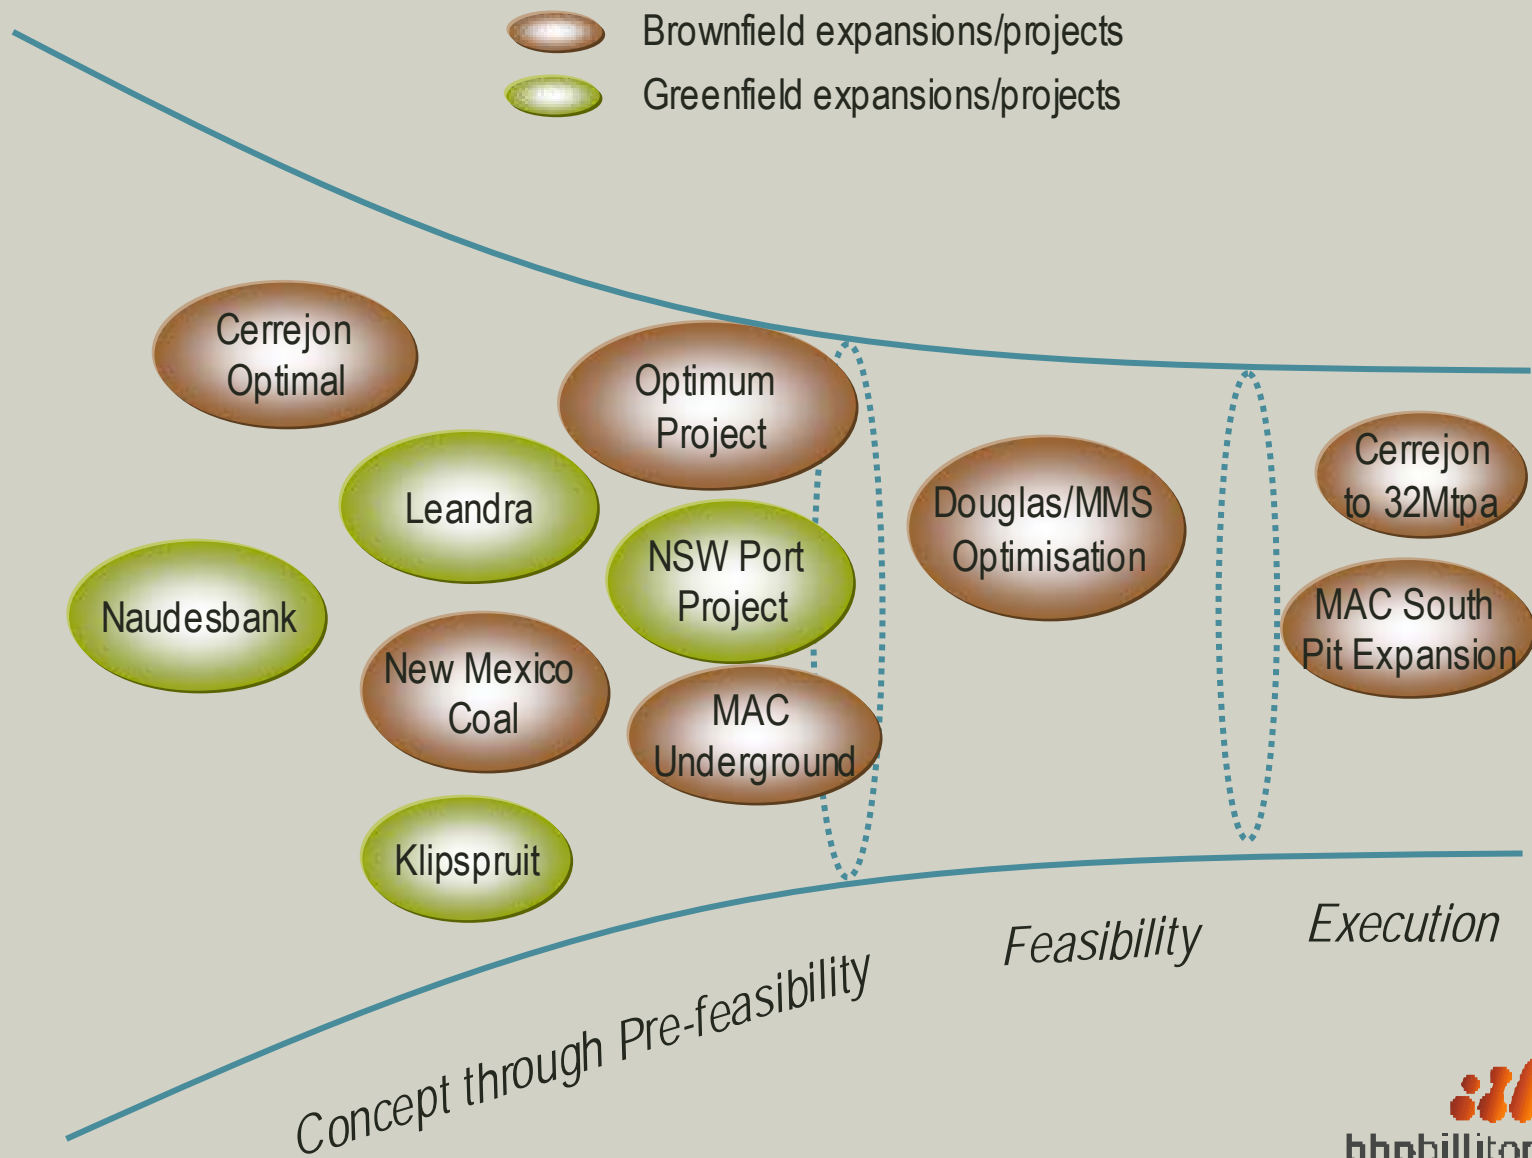 Brownfield expansions/projects
Greenfield expansions/projects
Cerrejon
Optimal
Optimum
Project
Leandra
Naudesbank
NSW Port
Project
New Mexico
Coal
MAC
Underground
Klipspruit
Douglas/MMS
Optimisation
Cerrejon
to 32Mtpa
MAC South
Pit Expansion
Concept through Pre-feasibility
Feasibility
Execution
bhpbilliton